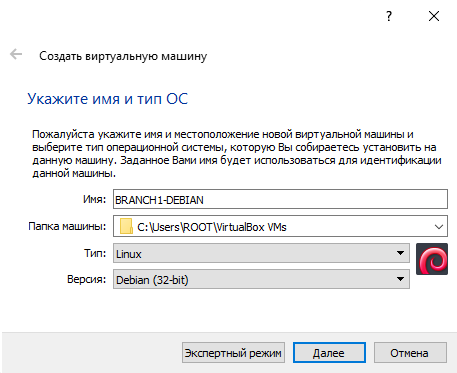 ?
Создать виртуальную машину
Укажите имя и тип ОС
Пожалуйста укажите имя и местоположение новой виртуальной машины и
выберите тип операционной системы, которую Вы собираетесь установить на
данную машину. Заданное Вами имя будет использоваться для идентификации
данной машины.
Имя: BRANCH1-DEBIAN
Папка машины: C:\Users\ROOT\VirtualBox VMs
Тип: Linux
Версия: Debian (32-bit)
Экспертный режим Далее Отмена